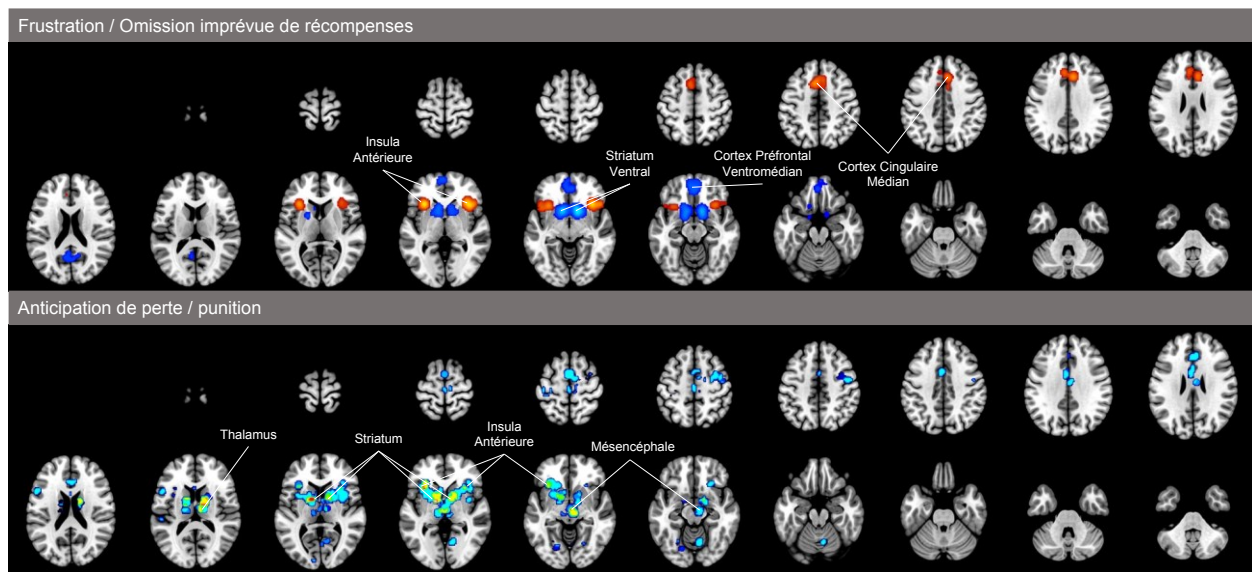 Frustration / Omission imprévue de récompenses
Insula
Antérieure
Striatum
Ventral
Cortex Préfrontal
Ventromédian
Cortex Cingulaire
Médian
Anticipation de perte / punition
Thalamus
Striatum
Insula
Antérieure
Mésencéphale